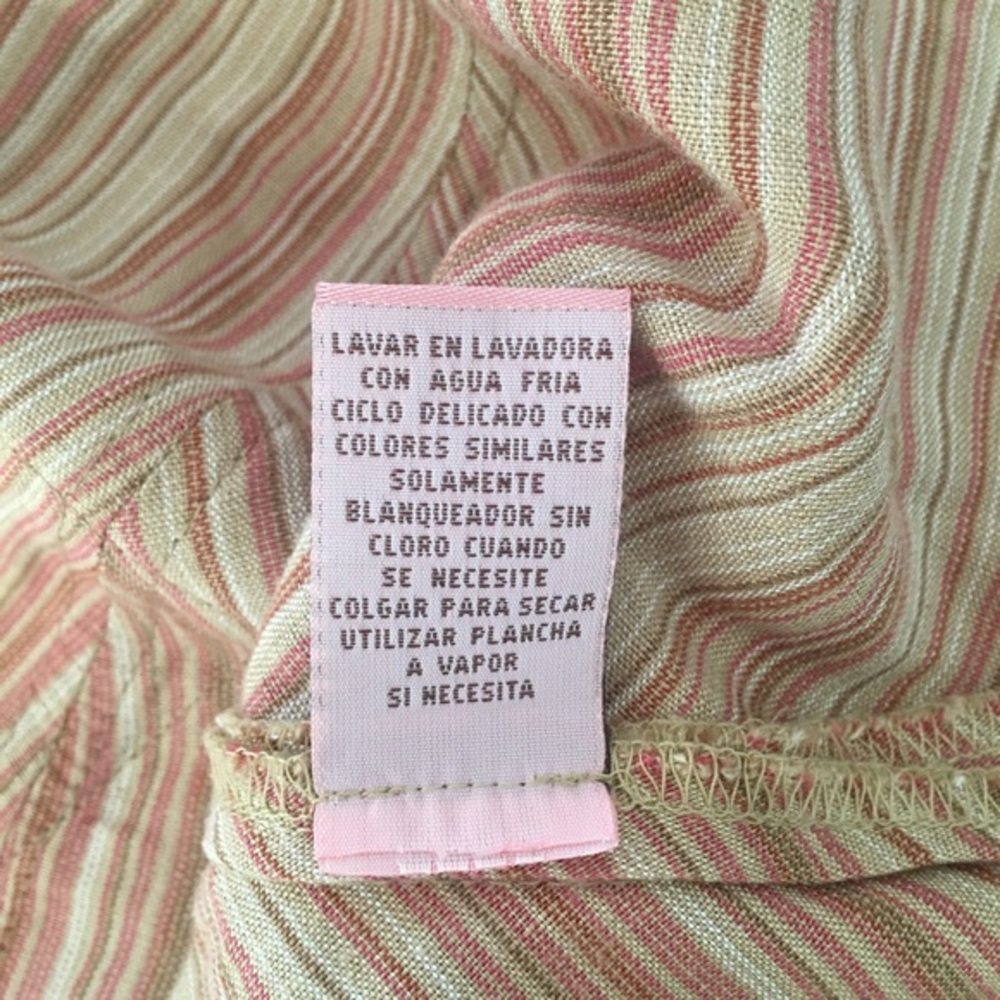 LAVAR EN LAVADORA
CON AGUA FRIA
CICLO DELICADO CON
COLORES SIMILARES
SOLAMENTE
BLANQUEADOR SIN
CLORO CUANDO
SE NECESITE
COLGAR PARA SECAR
UTILIZAR PLANCHA
A VAPOR
SI NECESITA